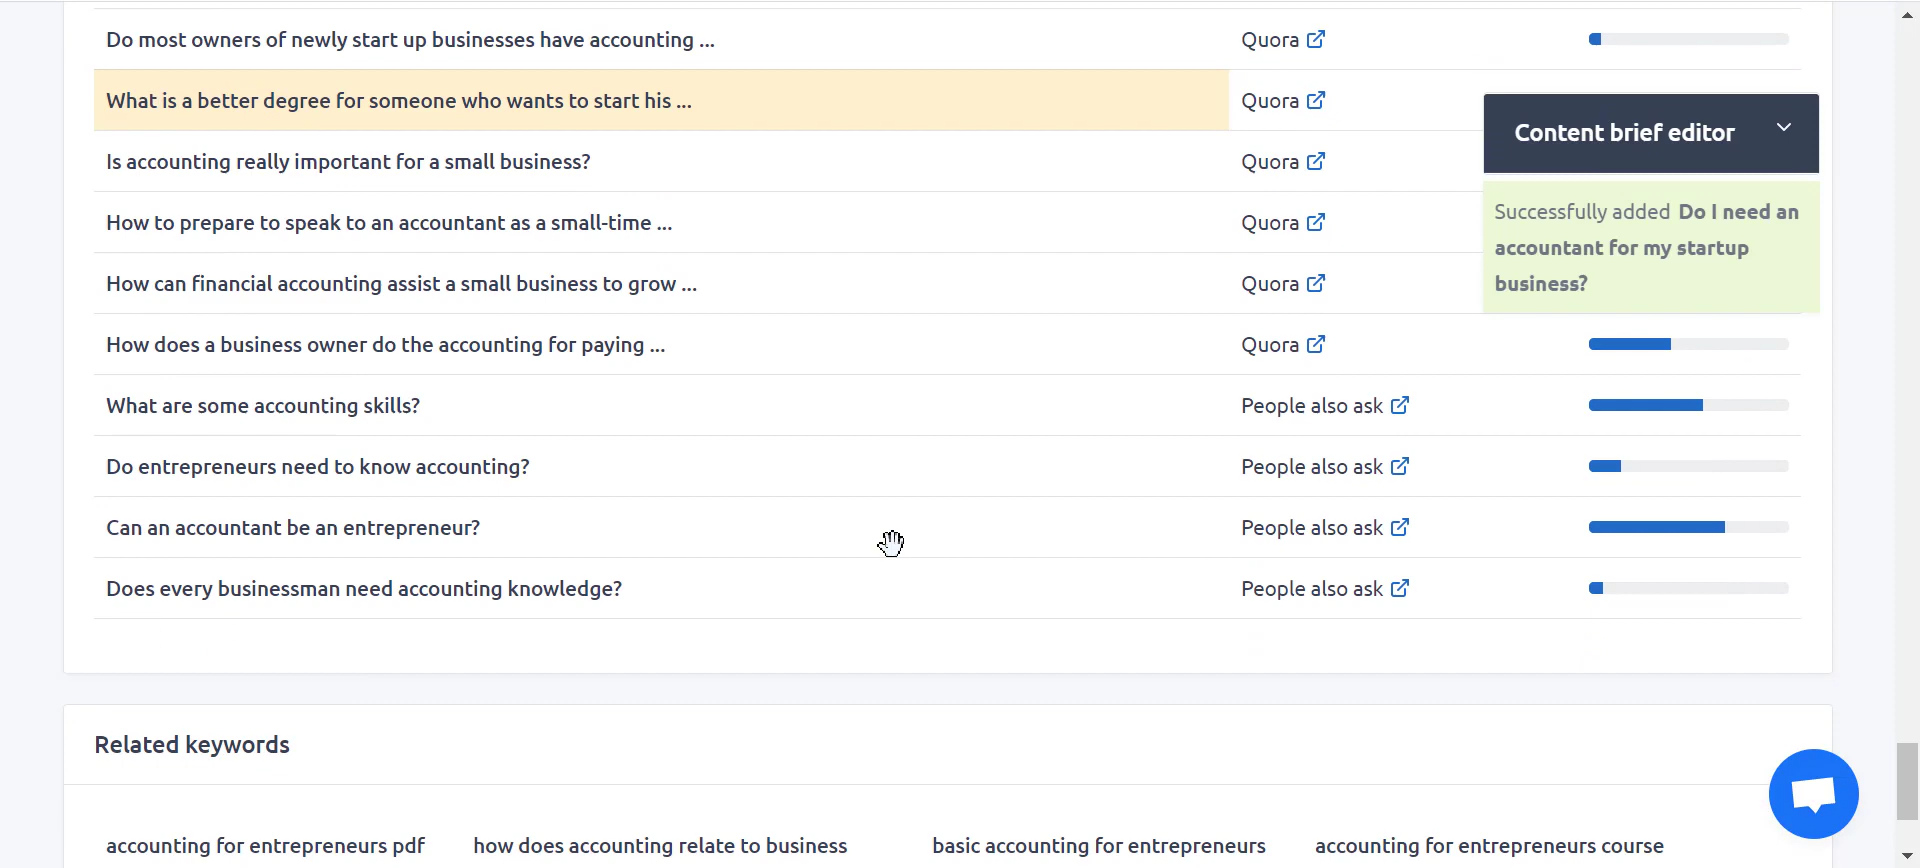 Do most owners of newly start up businesses have accounting ... Quora
What is a better degree for someone who wants to start his ... Quora
Content brief editor
Is accounting really important for a small business? Quora
Successfully added Do I need an
accountant for my startup
business?
How to prepare to speak to an accountant as a small-time ... Quora
How can financial accounting assist a small business to grow ... Quora
How does a business owner do the accounting for paying ... Quora
What are some accounting skills? People also ask
Do entrepreneurs need to know accounting? People also ask
Can an accountant be an entrepreneur? People also ask
Does every businessman need accounting knowledge? People also ask
Related keywords
accounting for entrepreneurs pdf how does accounting relate to business basic accounting for entrepreneurs accounting for entrepreneurs course